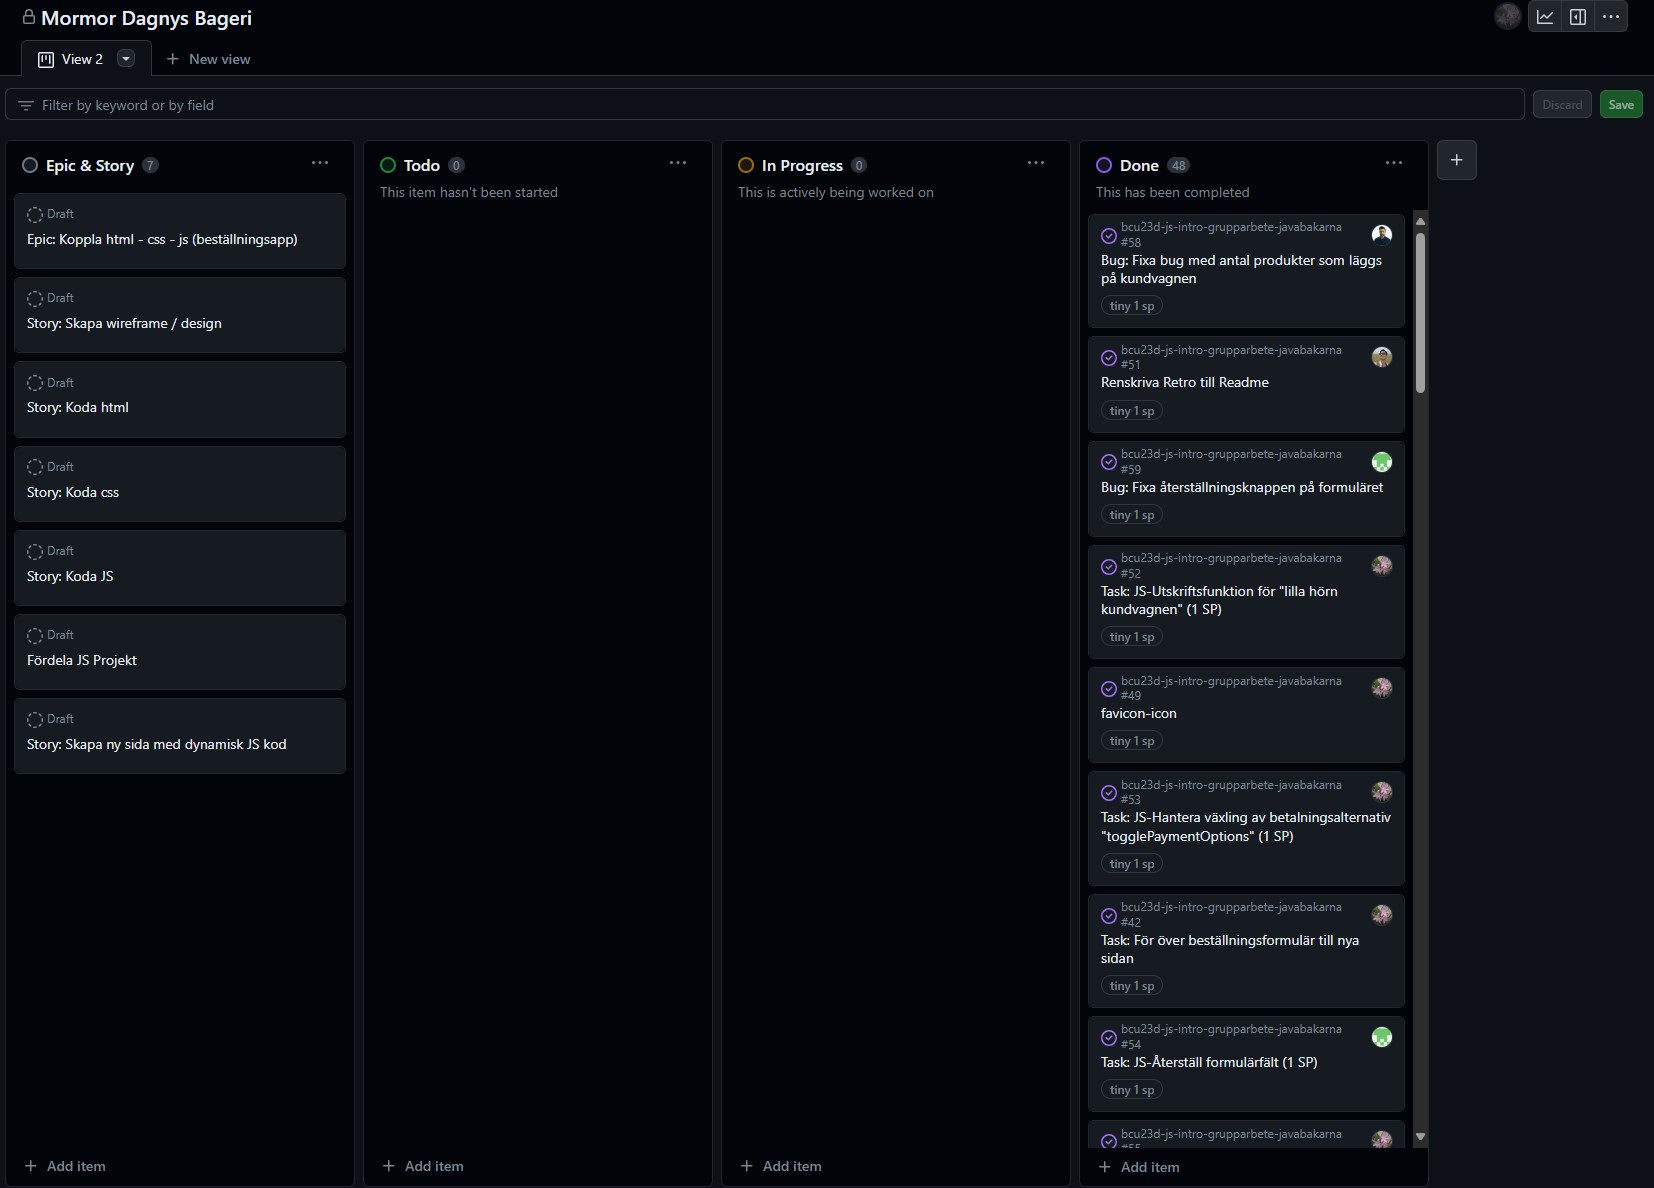 Mormor Dagnys Bageri
View 2
New view
Filter by keyword or by field
Discard
Save
Epic & Story 7
Draft
Epic: Koppla html - css - js (beställningsapp)
Draft
Story: Skapa wireframe / design
Draft
Story: Koda html
Draft
Story: Koda css
Draft
Story: Koda JS
Draft
Fördela JS Projekt
Draft
Story: Skapa ny sida med dynamisk JS kod
Add item
Todo 0
This item hasn't been started
Add item
In Progress 0
This is actively being worked on
Add item
Done 48
This has been completed
bcu23d-js-intro-grupparbete-javabakarna
#58
Bug: Fixa bug med antal produkter som läggs
på kundvagnen
tiny 1 sp
bcu23d-js-intro-grupparbete-javabakarna
#51
Renskriva Retro till Readme
tiny 1 sp
bcu23d-js-intro-grupparbete-javabakarna
#59
Bug: Fixa återställningsknappen på formuläret
tiny 1 sp
bcu23d-js-intro-grupparbete-javabakarna
#52
Task: JS-Utskriftsfunktion för "lilla hörn
kundvagnen" (1 SP)
tiny 1 sp
bcu23d-js-intro-grupparbete-javabakarna
#49
favicon-icon
tiny 1 sp
bcu23d-js-intro-grupparbete-javabakarna
#53
Task: JS-Hantera växling av betalningsalternativ
"togglePaymentOptions" (1 SP)
tiny 1 sp
bcu23d-js-intro-grupparbete-javabakarna
#42
Task: För över beställningsformulär till nya
sidan
tiny 1 sp
bcu23d-js-intro-grupparbete-javabakarna
#54
Task: JS-Återställ formulärfält (1 SP)
tiny 1 sp
bcu23d-js-intro-grupparbete-javabakarna
#55
Add item